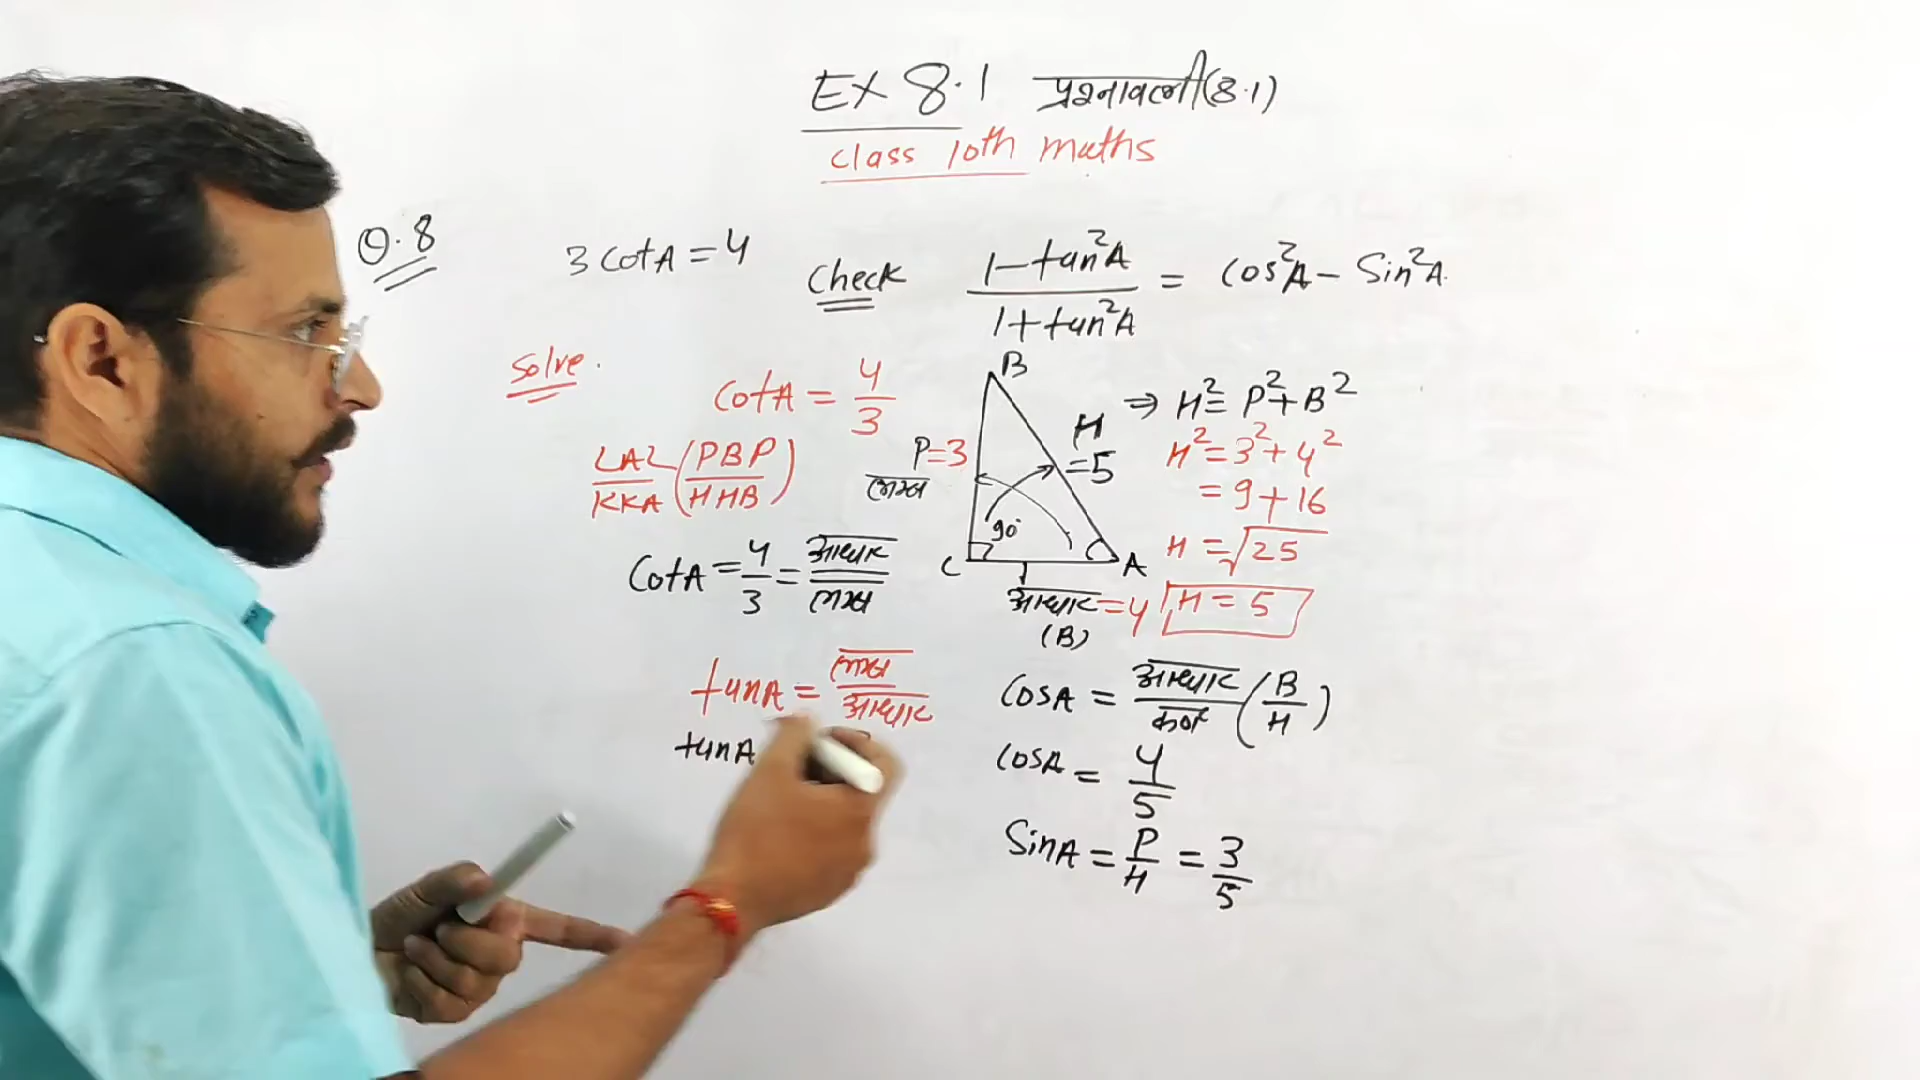 Ex 8.1 प्रश्नावली (8.1)
class 10th maths
Q.8
3 cotA = 4
Check
1-tan²A / 1+tan²A = cos²A - Sin²A.
Solve.
cotA = 4/3
LAL/KKA (PBP/HHB)
CotA = 4/3 = आधार/लम्ब
tanA = लम्ब/आधार
tanA
B
P=3
लम्ब
H
=5
90°
C
A
आधार=4
(B)
⇒ H² = P²+B²
H² = 3²+4²
= 9+16
H = √25
H = 5
CosA = आधार/कर्ण (B/H)
cosA = 4/5
SinA = P/H = 3/5